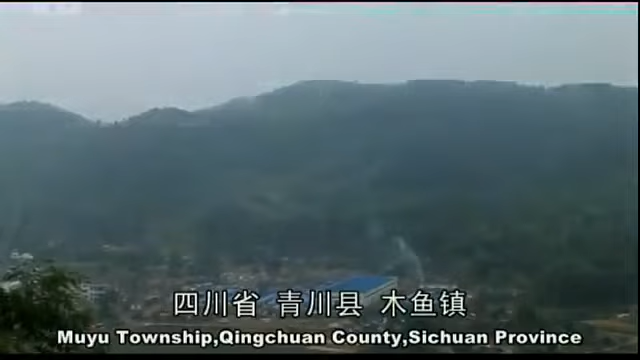 四川省 青川县 木鱼镇
Muyu Township,Qingchuan County,Sichuan Province